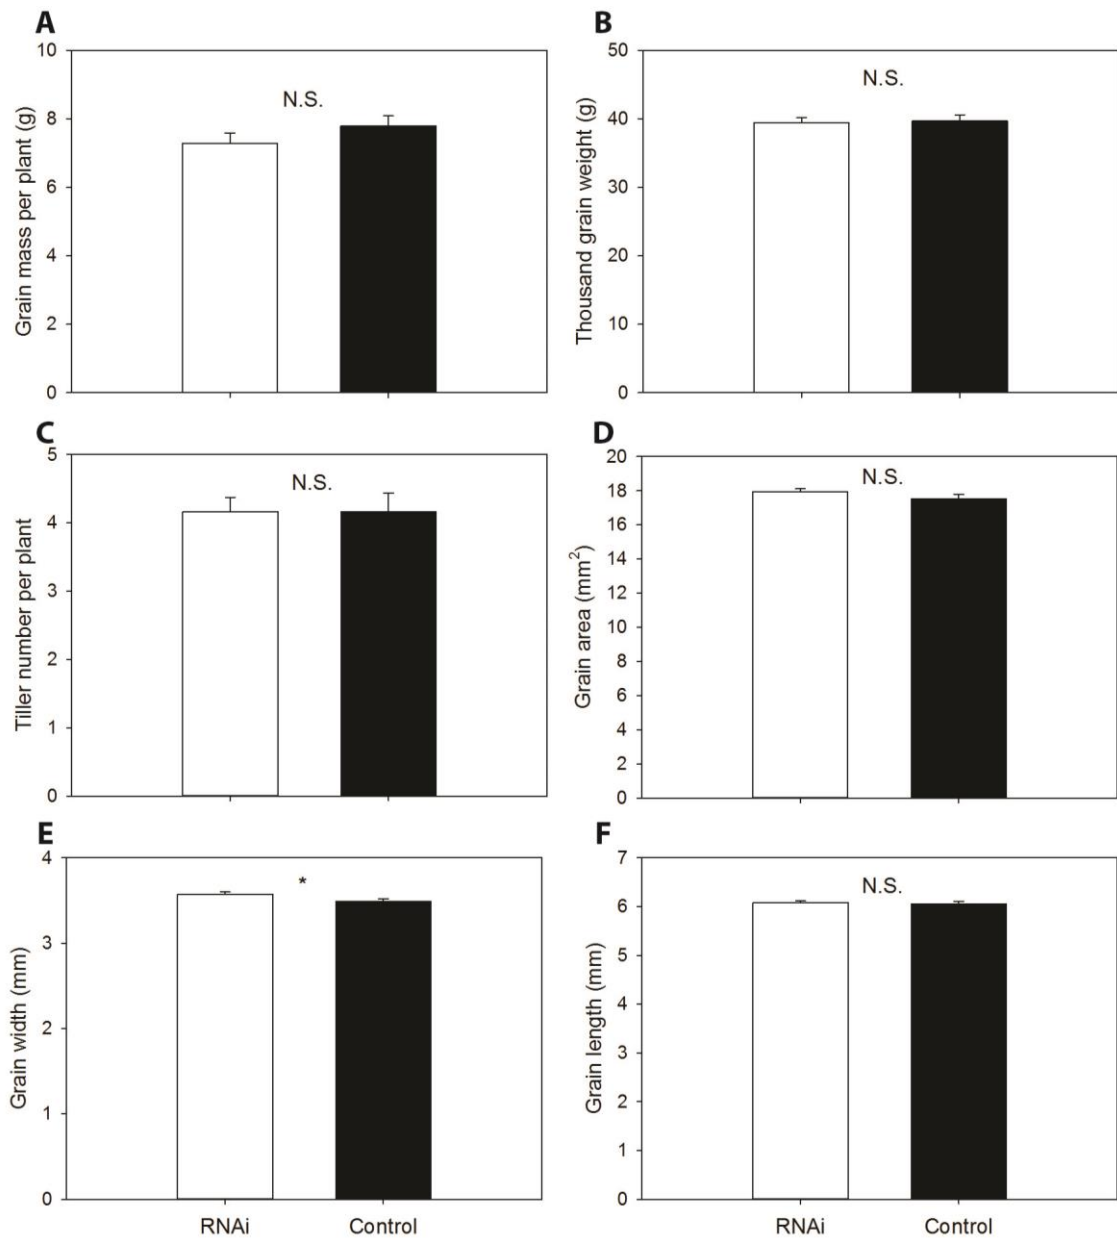 A
Grain mass per plant (g)
10
8
6
4
2
0
N.S.
B
Thousand grain weight (g)
50
40
30
20
10
0
N.S.
C
Tiller number per plant
5
4
3
2
1
0
N.S.
D
Grain area (mm²)
20
18
16
14
12
10
8
6
4
2
0
N.S.
E
Grain width (mm)
4
3
2
1
0
*
RNAi Control
F
Grain length (mm)
7
6
5
4
3
2
1
0
N.S.
RNAi Control